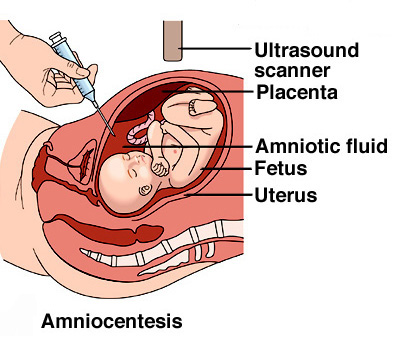 Ultrasound
scanner
Placenta
Amniotic fluid
Fetus
Uterus
Amniocentesis